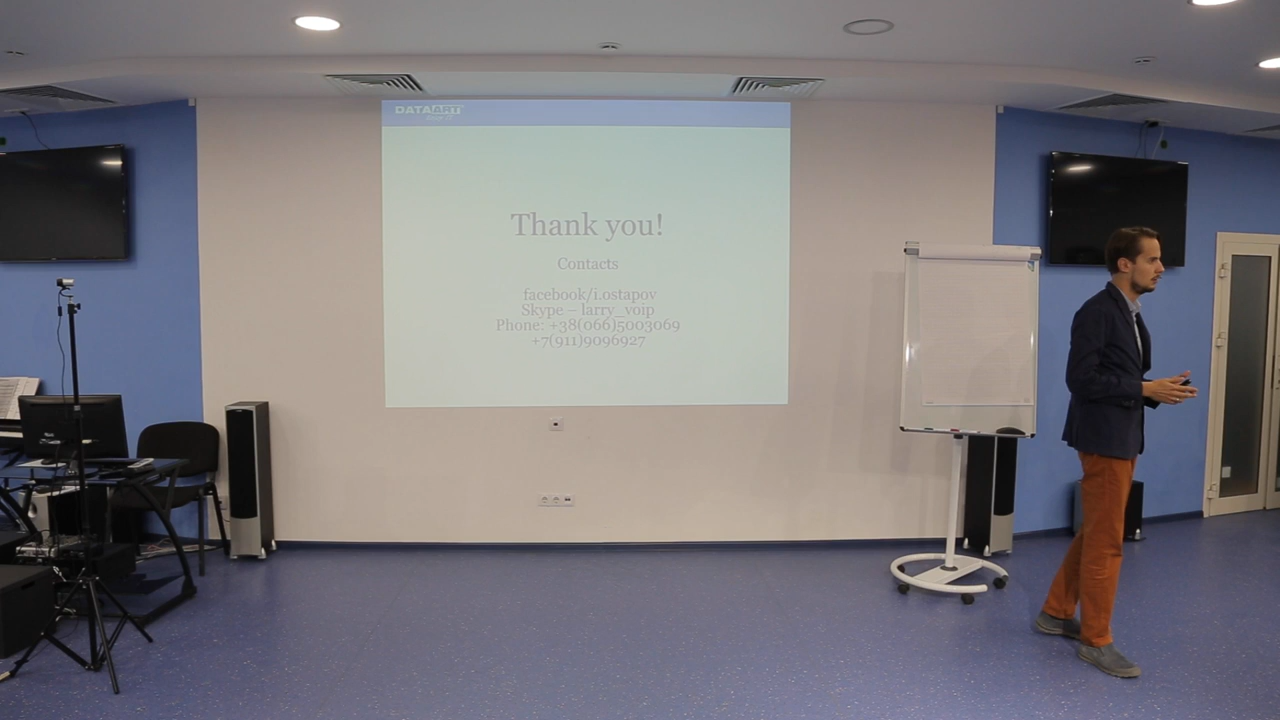 DATAART
Thank you!
Contacts
facebook/i.ostapov
Skype – larry_voip
Phone: +38(066)5003069
+7(911)9096927